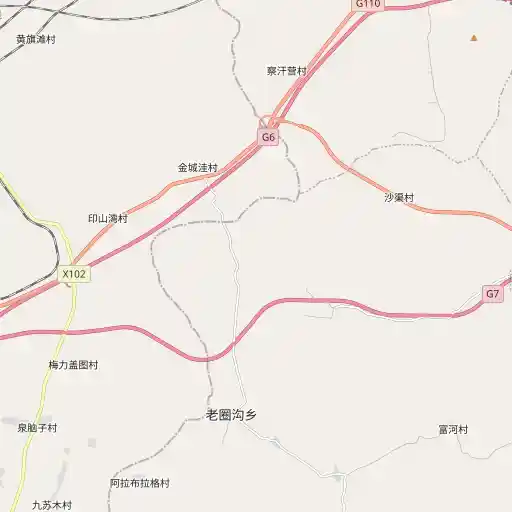 G110
黄旗滩村
察汗营村
G6
金城洼村
沙渠村
印山湾村
X102
G7
梅力盖图村
老圈沟乡
泉脑子村
富河村
阿拉布拉格村
九苏木村